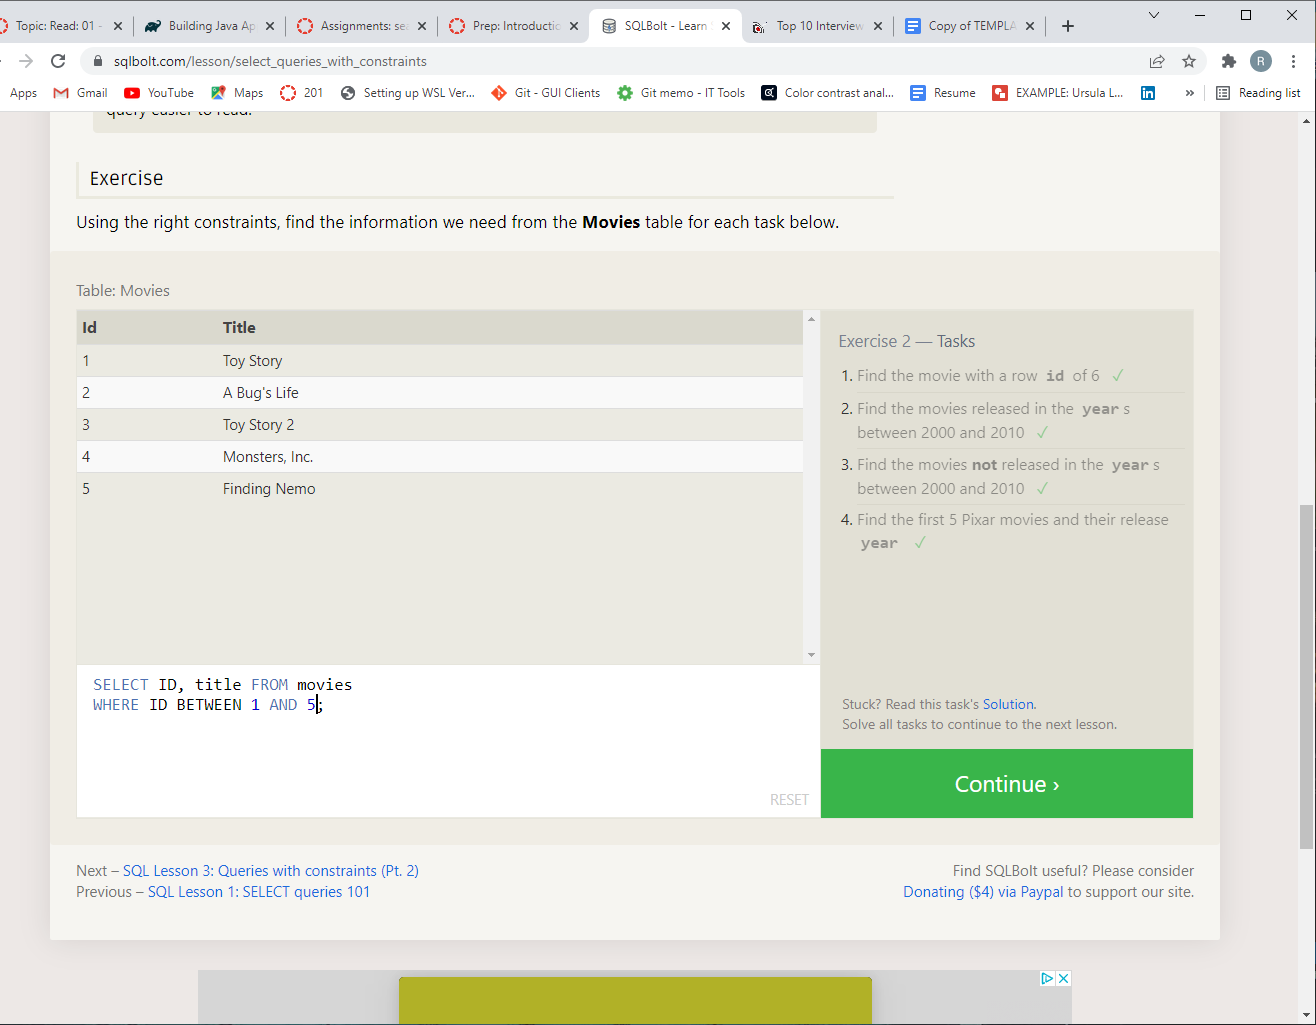 Topic: Read: 01 - Building Java Ap Assignments: se Prep: Introductio SQLBolt - Learn Top 10 Interview Copy of TEMPLA
sqlbolt.com/lesson/select_queries_with_constraints R
Apps Gmail YouTube Maps 201 Setting up WSL Ver... Git - GUI Clients Git memo - IT Tools Color contrast anal... Resume EXAMPLE: Ursula L... in » Reading list
query easier to read.
Exercise
Using the right constraints, find the information we need from the Movies table for each task below.
Table: Movies
Id Title
1 Toy Story
2 A Bug's Life
3 Toy Story 2
4 Monsters, Inc.
5 Finding Nemo
SELECT ID, title FROM movies
WHERE ID BETWEEN 1 AND 5;
RESET
Exercise 2 — Tasks
1. Find the movie with a row id of 6 ✓
2. Find the movies released in the year s
between 2000 and 2010 ✓
3. Find the movies not released in the year s
between 2000 and 2010 ✓
4. Find the first 5 Pixar movies and their release
year ✓
Stuck? Read this task's Solution.
Solve all tasks to continue to the next lesson.
Continue ›
Next – SQL Lesson 3: Queries with constraints (Pt. 2)
Previous – SQL Lesson 1: SELECT queries 101
Find SQLBolt useful? Please consider
Donating ($4) via Paypal to support our site.